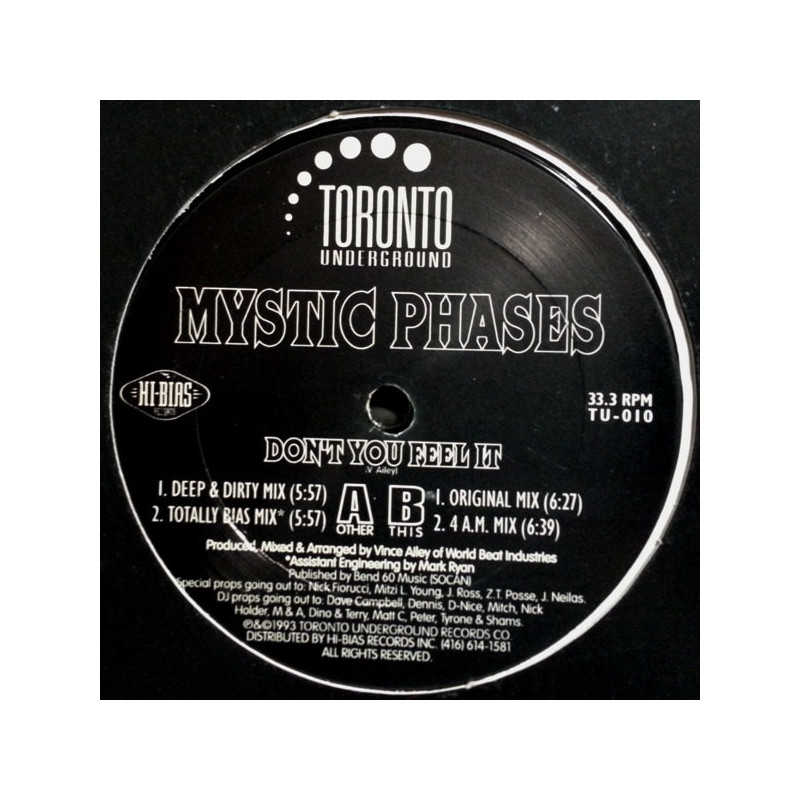 TORONTO
UNDERGROUND
MYSTIC PHASES
HI-BIAS
RECORDS
33.3 RPM
TU-010
DON'T YOU FEEL IT
(V. Alley)
1. DEEP & DIRTY MIX (5:57)
2. TOTALLY BIAS MIX* (5:57)
A
OTHER
B
THIS
1. ORIGINAL MIX (6:27)
2. 4 A.M. MIX (6:39)
Produced, Mixed & Arranged by Vince Alley of World Beat Industries
*Assistant Engineering by Mark Ryan
Published by Bend 60 Music (SOCAN)
Special props going out to: Nick Fiorucci, Mitzi L. Young, J. Ross, Z.T. Posse, J. Neilas.
DJ props going out to: Dave Campbell, Dennis, D-Nice, Mitch, Nick
Holder, M & A, Dino & Terry, Matt C, Peter, Tyrone & Shams.
℗&©1993 TORONTO UNDERGROUND RECORDS CO.
DISTRIBUTED BY HI-BIAS RECORDS INC. (416) 614-1581
ALL RIGHTS RESERVED.